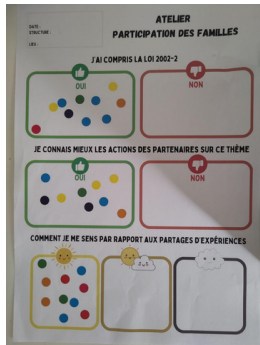 DATE :
STRUCTURE :
LIEU :
ATELIER
PARTICIPATION DES FAMILLES
J'AI COMPRIS LA LOI 2002-2
OUI
NON
JE CONNAIS MIEUX LES ACTIONS DES PARTENAIRES SUR CE THÈME
OUI
NON
COMMENT JE ME SENS PAR RAPPORT AUX PARTAGES D'EXPÉRIENCES